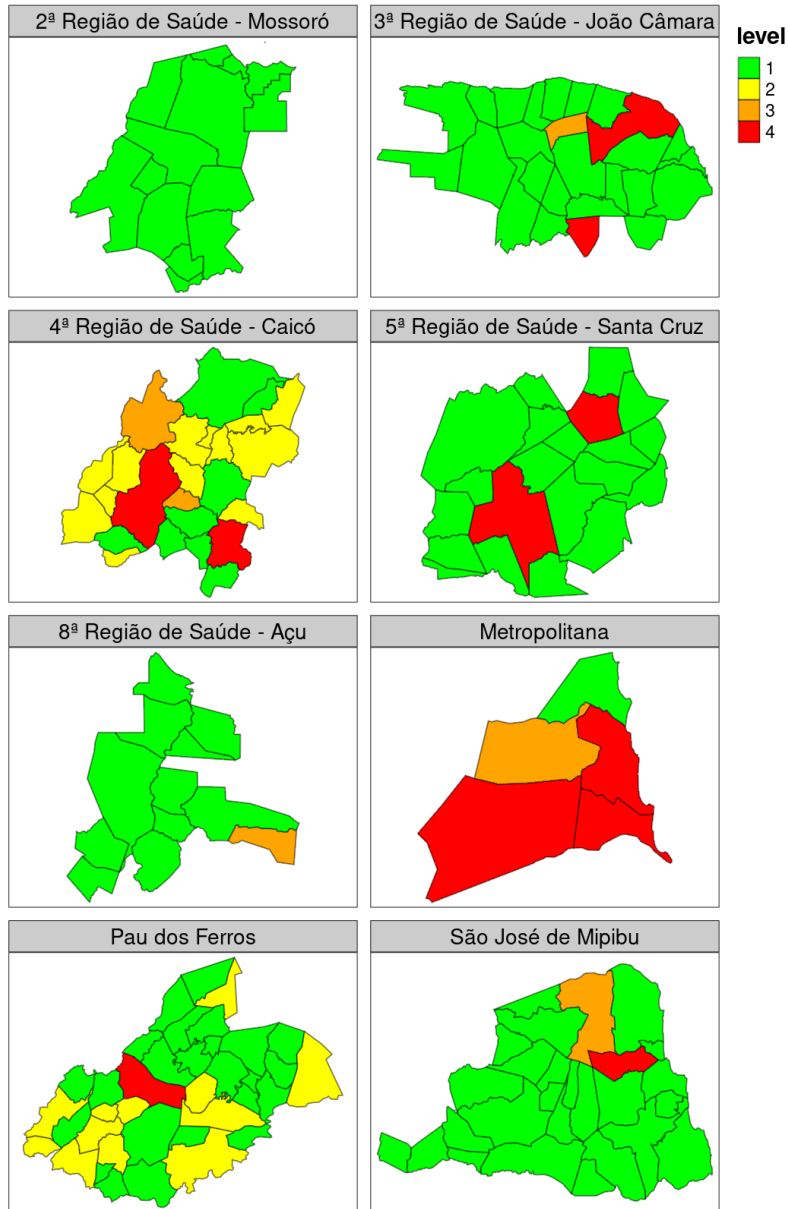 2ª Região de Saúde - Mossoró
3ª Região de Saúde - João Câmara
level
1
2
3
4
4ª Região de Saúde - Caicó
5ª Região de Saúde - Santa Cruz
8ª Região de Saúde - Açu
Metropolitana
Pau dos Ferros
São José de Mipibu